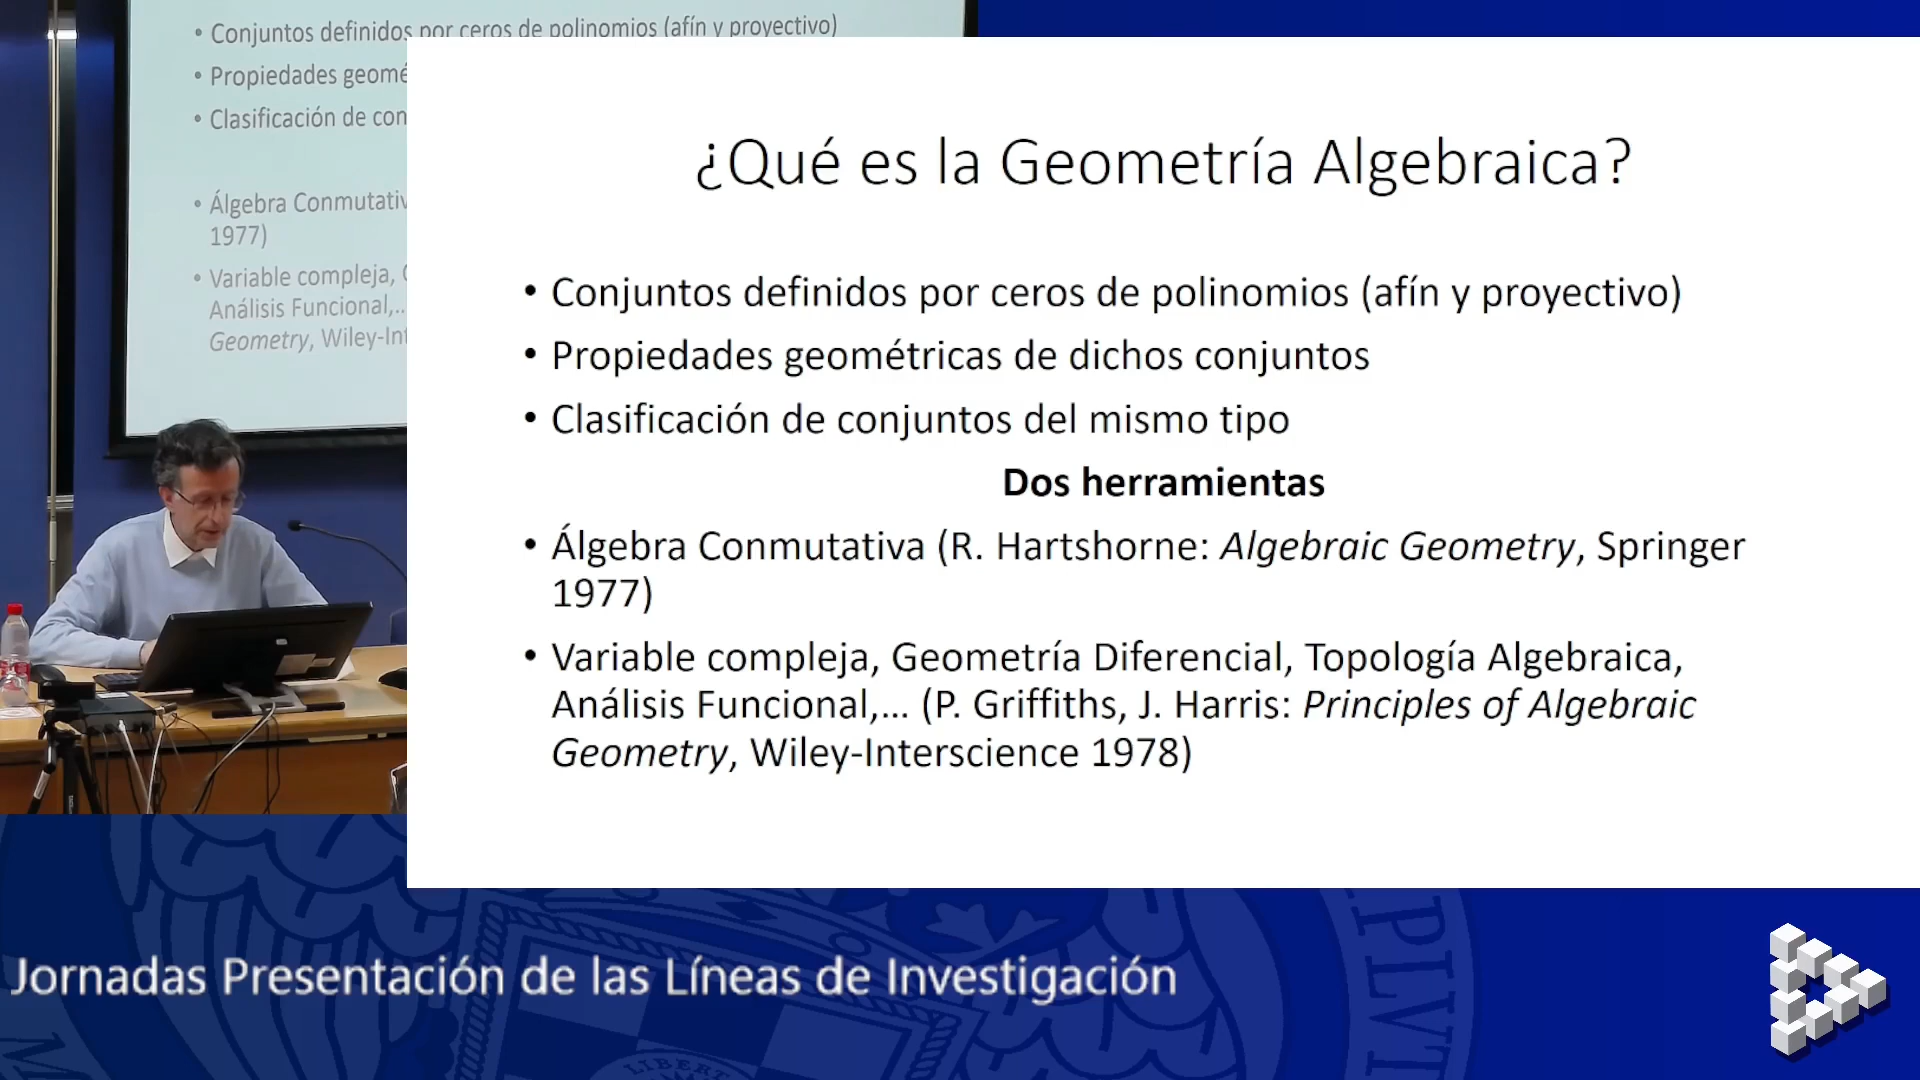 • Conjuntos definidos por ceros de polinomios (afín y proyectivo)
• Propiedades geomé
• Clasificación de con
• Álgebra Conmutativ
1977)
• Variable compleja,
Análisis Funcional,..
Geometry, Wiley-Int
¿Qué es la Geometría Algebraica?
• Conjuntos definidos por ceros de polinomios (afín y proyectivo)
• Propiedades geométricas de dichos conjuntos
• Clasificación de conjuntos del mismo tipo
Dos herramientas
• Álgebra Conmutativa (R. Hartshorne: Algebraic Geometry, Springer
1977)
• Variable compleja, Geometría Diferencial, Topología Algebraica,
Análisis Funcional,... (P. Griffiths, J. Harris: Principles of Algebraic
Geometry, Wiley-Interscience 1978)
Jornadas Presentación de las Líneas de Investigación
PLVI
LIBERT